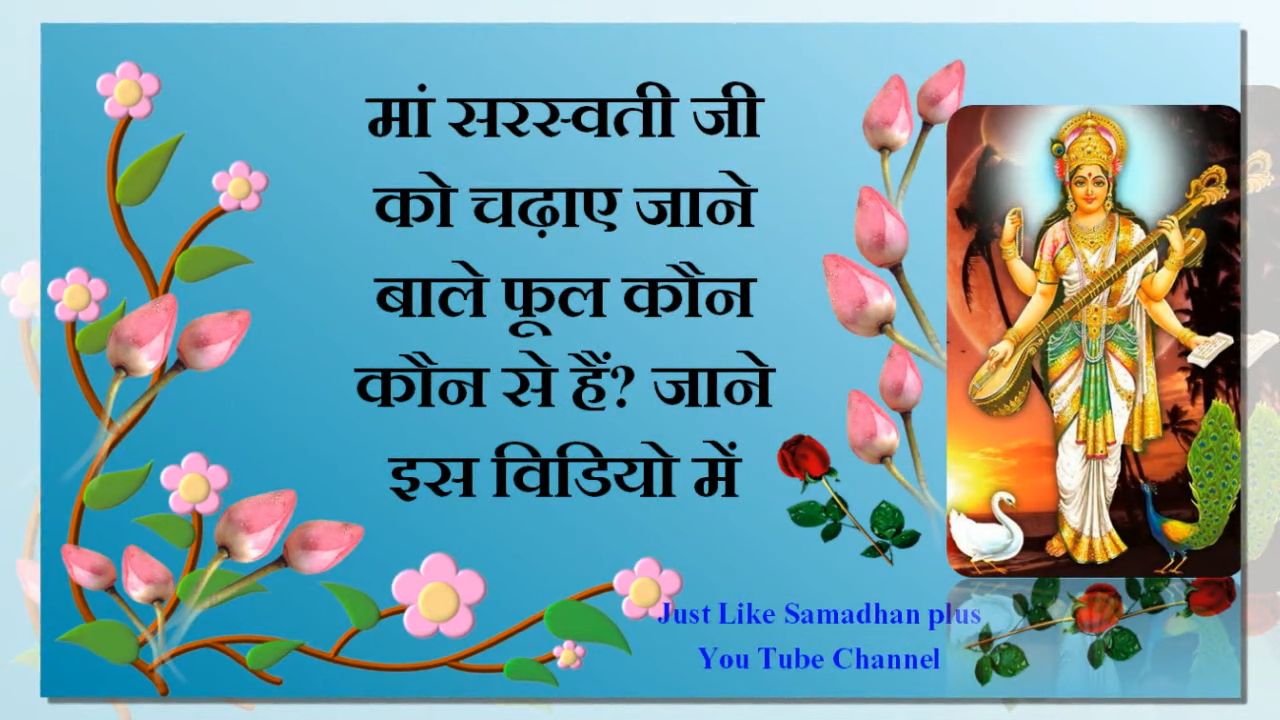 मां सरस्वती जी
को चढ़ाए जाने
बाले फूल कौन
कौन से हैं? जाने
इस विडियो में
Just Like Samadhan plus
You Tube Channel